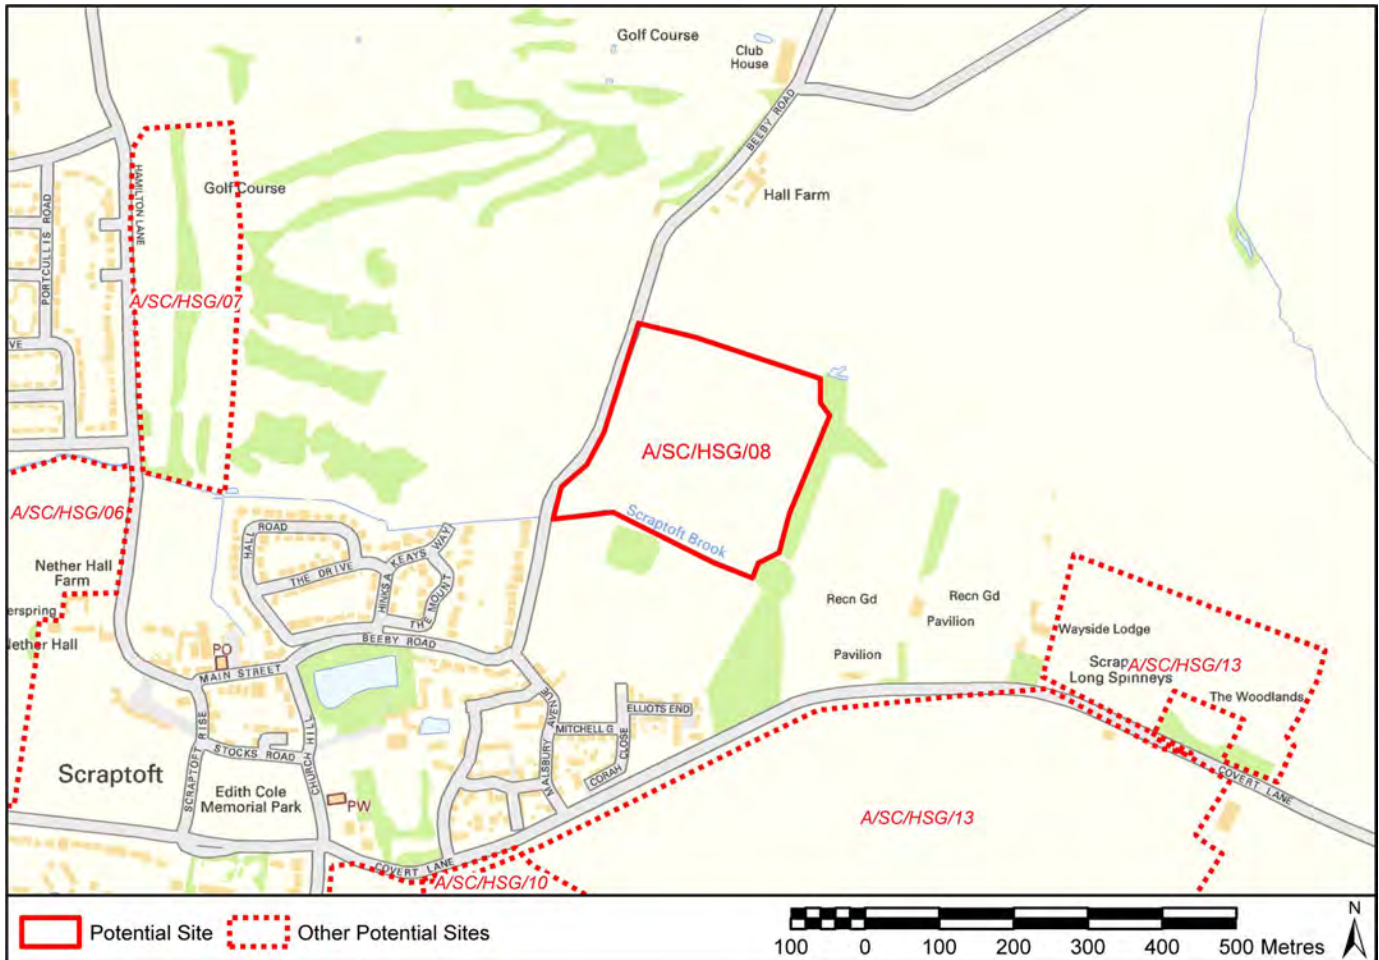 Golf Course
Club
House
BEEBY ROAD
HAMILTON LANE
PORTCULLIS ROAD
Golf Course
Hall Farm
A/SC/HSG/07
VE
A/SC/HSG/08
A/SC/HSG/06
Scraptoft Brook
HALL ROAD
THE DRIVE
HINKS
A KEAYS WAY
THE MOUNT
Nether Hall
Farm
erspring
Nether Hall
Recn Gd
Recn Gd
Pavilion
Pavilion
Wayside Lodge
Scrap
A/SC/HSG/13
Long Spinneys
The Woodlands
PO
MAIN STREET
BEEBY ROAD
ELLIOTS END
MITCHELL G
MALSBURY AVENUE
CORAH CLOSE
SCRAPTOFT RISE
STOCKS ROAD
CHURCH HILL
Scraptoft
Edith Cole
Memorial Park
PW
COVERT LANE
COVERT LANE
A/SC/HSG/13
A/SC/HSG/10
Potential Site
Other Potential Sites
100 0 100 200 300 400 500 Metres
N